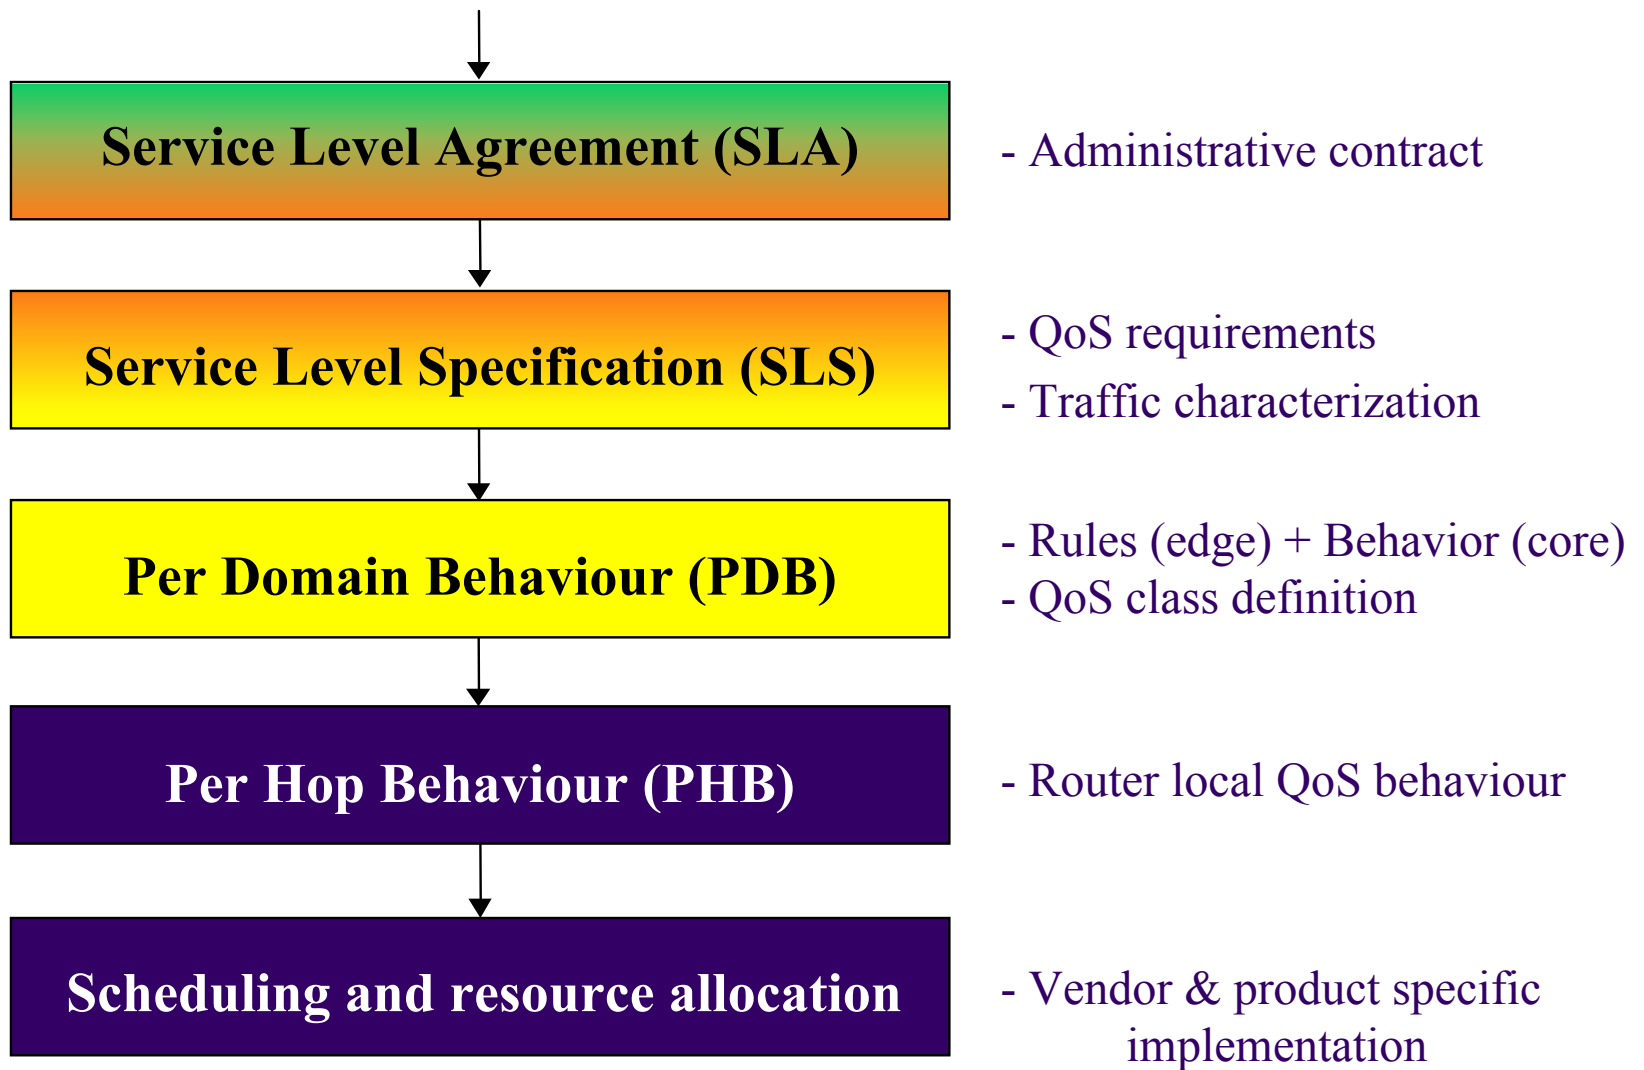 Service Level Agreement (SLA)
- Administrative contract
Service Level Specification (SLS)
- QoS requirements
- Traffic characterization
Per Domain Behaviour (PDB)
- Rules (edge) + Behavior (core)
- QoS class definition
Per Hop Behaviour (PHB)
- Router local QoS behaviour
Scheduling and resource allocation
- Vendor & product specific
implementation